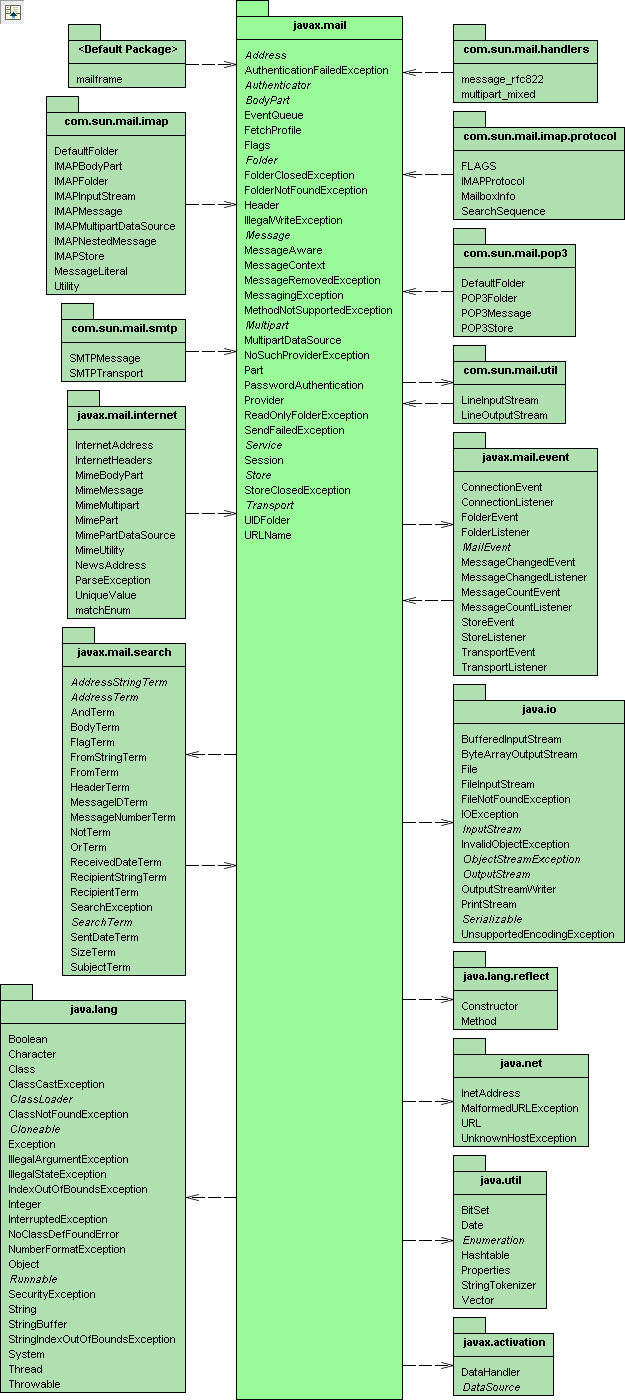 <Default Package>
mailframe
com.sun.mail.imap
DefaultFolder
IMAPBodyPart
IMAPFolder
IMAPInputStream
IMAPMessage
IMAPMultipartDataSource
IMAPNestedMessage
IMAPStore
MessageLiteral
Utility
com.sun.mail.smtp
SMTPMessage
SMTPTransport
javax.mail.internet
InternetAddress
InternetHeaders
MimeBodyPart
MimeMessage
MimeMultipart
MimePart
MimePartDataSource
MimeUtility
NewsAddress
ParseException
UniqueValue
matchEnum
javax.mail.search
AddressStringTerm
AddressTerm
AndTerm
BodyTerm
FlagTerm
FromStringTerm
FromTerm
HeaderTerm
MessageIDTerm
MessageNumberTerm
NotTerm
OrTerm
ReceivedDateTerm
RecipientStringTerm
RecipientTerm
SearchException
SearchTerm
SentDateTerm
SizeTerm
SubjectTerm
java.lang
Boolean
Character
Class
ClassCastException
ClassLoader
ClassNotFoundException
Cloneable
Exception
IllegalArgumentException
IllegalStateException
IndexOutOfBoundsException
Integer
InterruptedException
NoClassDefFoundError
NumberFormatException
Object
Runnable
SecurityException
String
StringBuffer
StringIndexOutOfBoundsException
System
Thread
Throwable
javax.mail
Address
AuthenticationFailedException
Authenticator
BodyPart
EventQueue
FetchProfile
Flags
Folder
FolderClosedException
FolderNotFoundException
Header
IllegalWriteException
Message
MessageAware
MessageContext
MessageRemovedException
MessagingException
MethodNotSupportedException
Multipart
MultipartDataSource
NoSuchProviderException
Part
PasswordAuthentication
Provider
ReadOnlyFolderException
SendFailedException
Service
Session
Store
StoreClosedException
Transport
UIDFolder
URLName
com.sun.mail.handlers
message_rfc822
multipart_mixed
com.sun.mail.imap.protocol
FLAGS
IMAPProtocol
MailboxInfo
SearchSequence
com.sun.mail.pop3
DefaultFolder
POP3Folder
POP3Message
POP3Store
com.sun.mail.util
LineInputStream
LineOutputStream
javax.mail.event
ConnectionEvent
ConnectionListener
FolderEvent
FolderListener
MailEvent
MessageChangedEvent
MessageChangedListener
MessageCountEvent
MessageCountListener
StoreEvent
StoreListener
TransportEvent
TransportListener
java.io
BufferedInputStream
ByteArrayOutputStream
File
FileInputStream
FileNotFoundException
IOException
InputStream
InvalidObjectException
ObjectStreamException
OutputStream
OutputStreamWriter
PrintStream
Serializable
UnsupportedEncodingException
java.lang.reflect
Constructor
Method
java.net
InetAddress
MalformedURLException
URL
UnknownHostException
java.util
BitSet
Date
Enumeration
Hashtable
Properties
StringTokenizer
Vector
javax.activation
DataHandler
DataSource